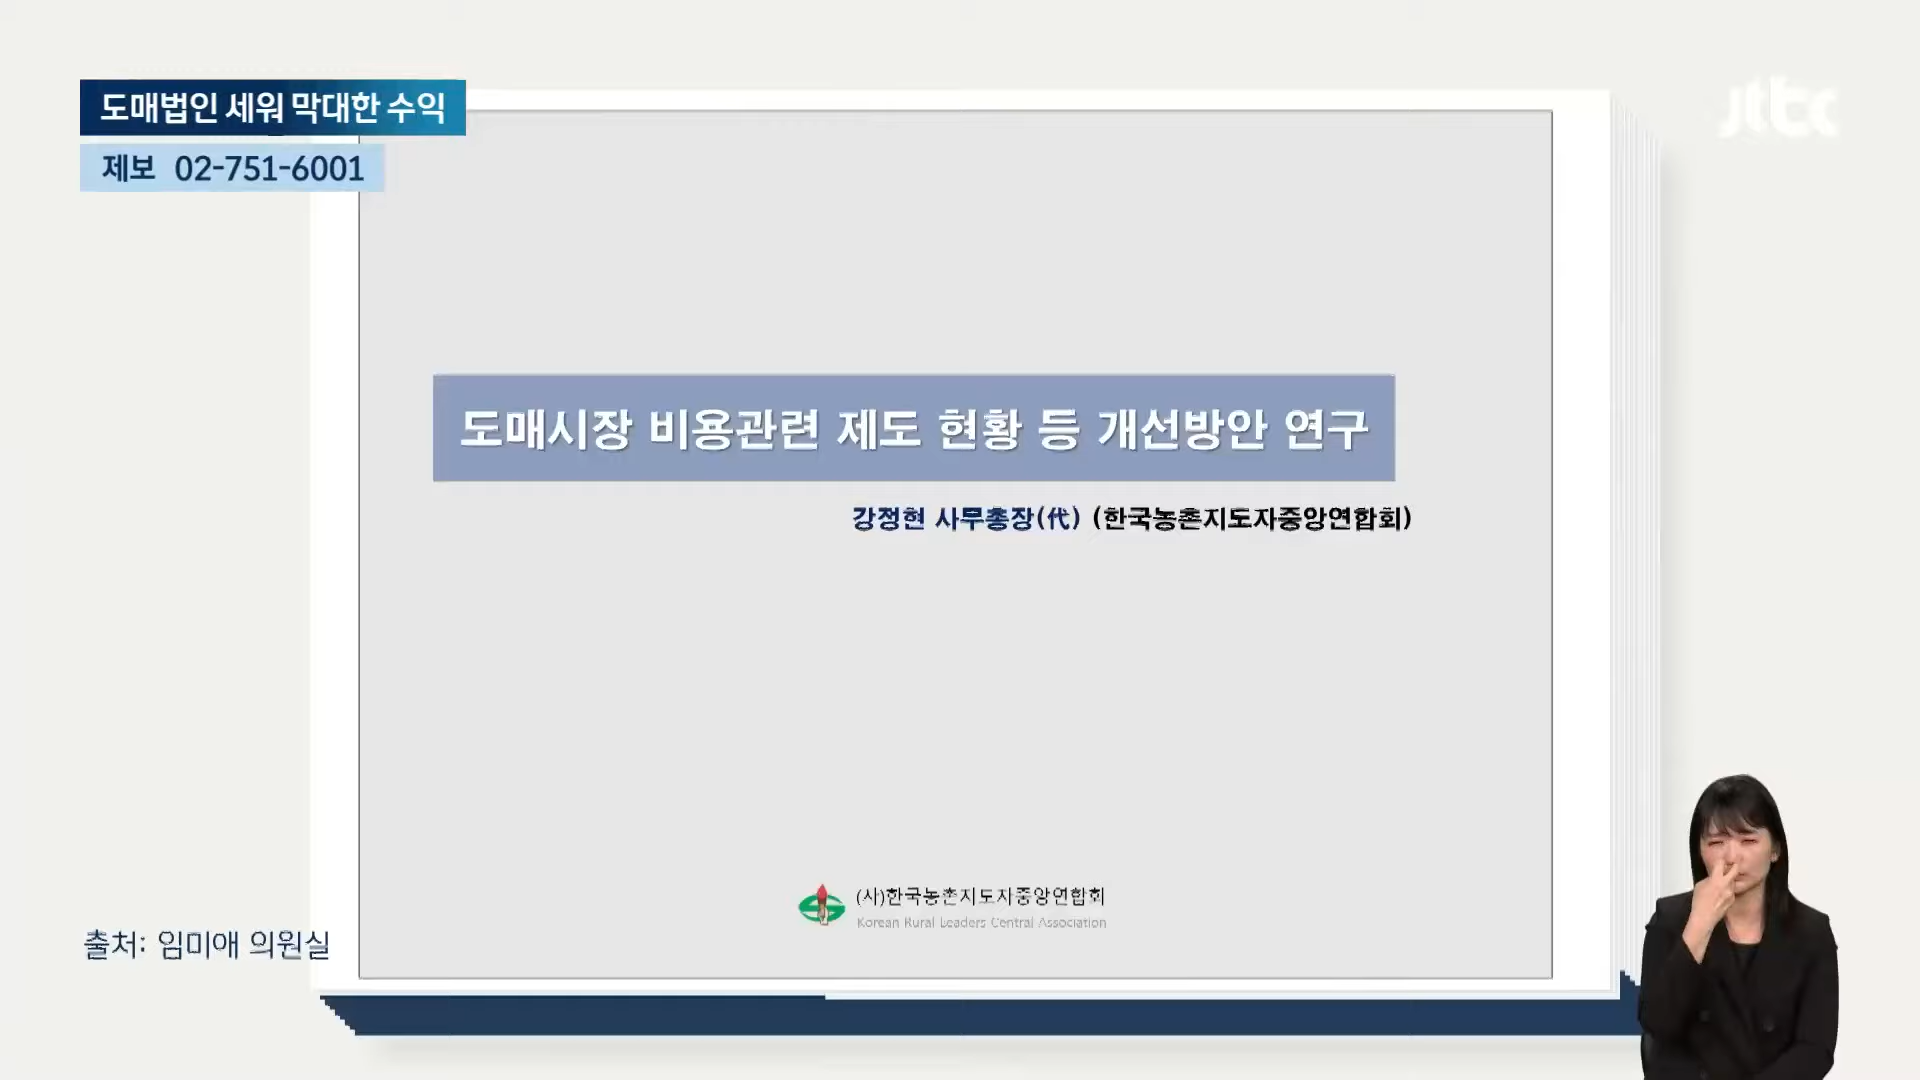 도매법인 세워 막대한 수익
jtbc
제보 02-751-6001
도매시장 비용관련 제도 현황 등 개선방안 연구
강정현 사무총장(代) (한국농촌지도자중앙연합회)
(사)한국농촌지도자중앙연합회
Korean Rural Leaders Central Association
출처: 임미애 의원실